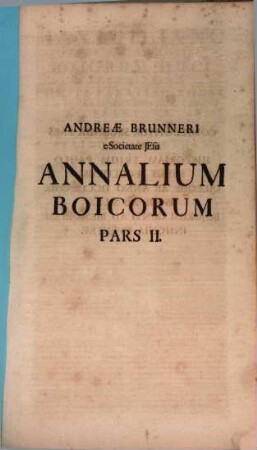 ANDREÆ BRUNNERI
e Societate JEſu
ANNALIUM
BOICORUM
PARS II.